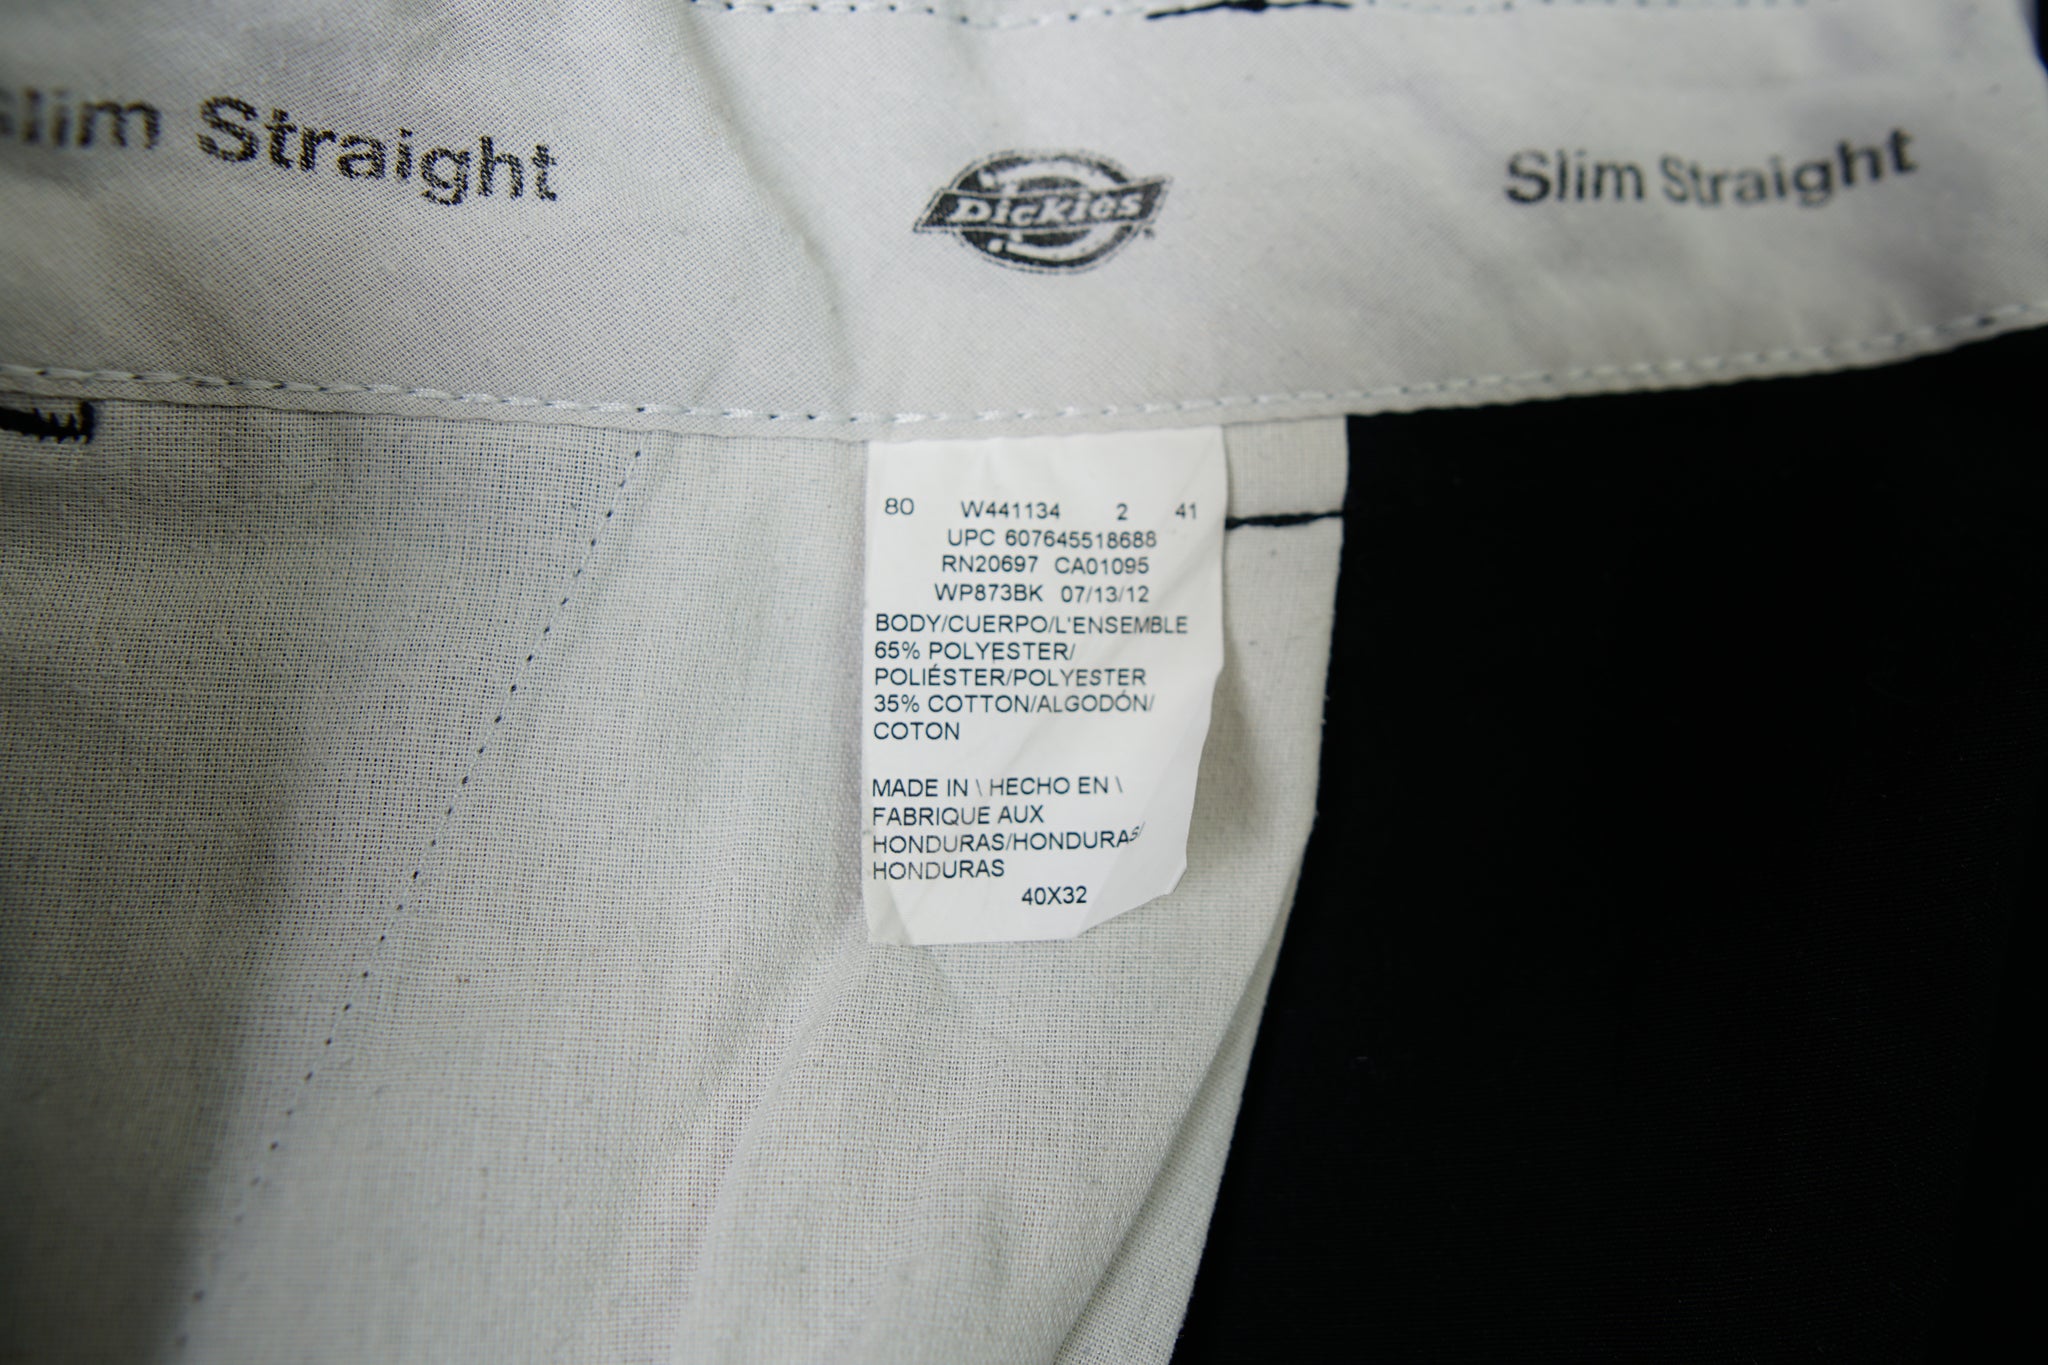 Slim Straight
Dickies
Slim Straight
80 W441134 2 41
UPC 607645518688
RN20697 CA01095
WP873BK 07/13/12
BODY/CUERPO/L'ENSEMBLE
65% POLYESTER/
POLIÉSTER/POLYESTER
35% COTTON/ALGODÓN/
COTON
MADE IN \ HECHO EN \
FABRIQUE AUX
HONDURAS/HONDURAS/
HONDURAS
40X32